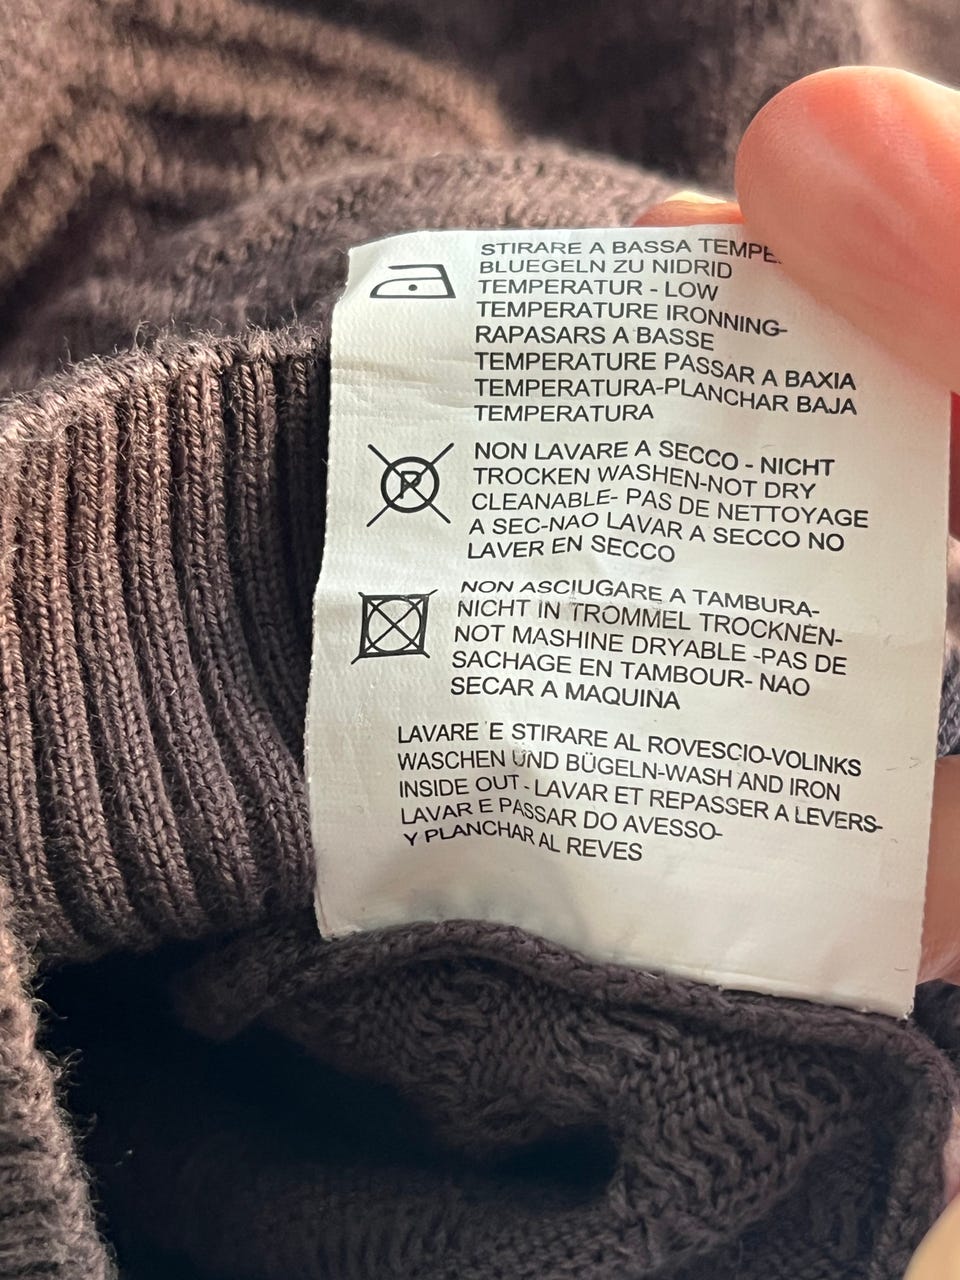 STIRARE A BASSA
BLUEGELN ZU NIDRID
TEMPERATUR - LOW
TEMPERATURE IRONNING-
RAPASARS A BASSE
TEMPERATURE PASSAR A BAXIA
TEMPERATURA-PLANCHAR BAJA
TEMPERATURA
P
NON LAVARE A SECCO - NICHT
TROCKEN WASHEN-NOT DRY
CLEANABLE- PAS DE NETTOYAGE
A SEC-NAO LAVAR A SECCO NO
LAVER EN SECCO
NON ASCIUGARE A TAMBURA-
NICHT IN TROMMEL TROCKNEN-
NOT MASHINE DRYABLE -PAS DE
SACHAGE EN TAMBOUR- NAO
SECAR A MAQUINA
LAVARE E STIRARE AL ROVESCIO-VOLINKS
WASCHEN UND BÜGELN-WASH AND IRON
INSIDE OUT-LAVAR ET REPASSER A LEVERS-
LAVAR E PASSAR DO AVESSO-
Y PLANCHAR AL REVES